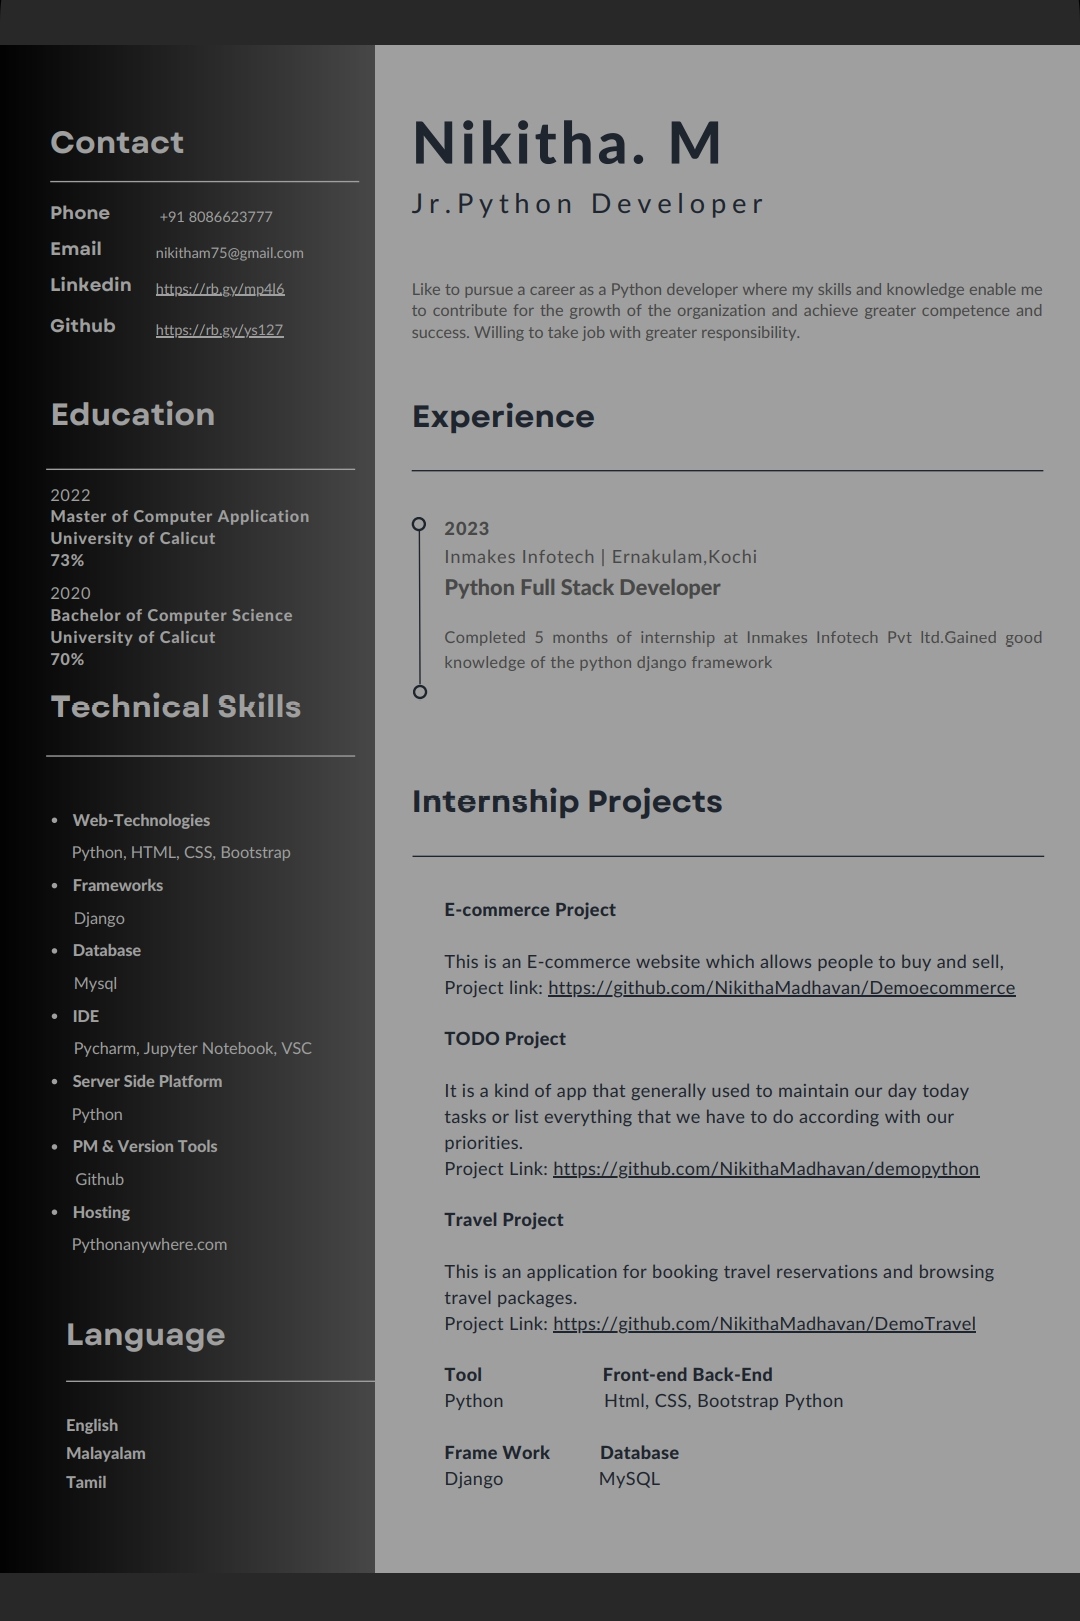 Contact
Phone +91 8086623777
Email nikitham75@gmail.com
Linkedin https://rb.gy/mp4l6
Github https://rb.gy/ys127
Education
2022
Master of Computer Application
University of Calicut
73%
2020
Bachelor of Computer Science
University of Calicut
70%
Technical Skills
• Web-Technologies
Python, HTML, CSS, Bootstrap
• Frameworks
Django
• Database
Mysql
• IDE
Pycharm, Jupyter Notebook, VSC
• Server Side Platform
Python
• PM & Version Tools
Github
• Hosting
Pythonanywhere.com
Language
English
Malayalam
Tamil
Nikitha. M
Jr.Python Developer
Like to pursue a career as a Python developer where my skills and knowledge enable me
to contribute for the growth of the organization and achieve greater competence and
success. Willing to take job with greater responsibility.
Experience
2023
Inmakes Infotech | Ernakulam,Kochi
Python Full Stack Developer
Completed 5 months of internship at Inmakes Infotech Pvt ltd.Gained good
knowledge of the python django framework
Internship Projects
E-commerce Project
This is an E-commerce website which allows people to buy and sell,
Project link: https://github.com/NikithaMadhavan/Demoecommerce
TODO Project
It is a kind of app that generally used to maintain our day today
tasks or list everything that we have to do according with our
priorities.
Project Link: https://github.com/NikithaMadhavan/demopython
Travel Project
This is an application for booking travel reservations and browsing
travel packages.
Project Link: https://github.com/NikithaMadhavan/DemoTravel
Tool Front-end Back-End
Python Html, CSS, Bootstrap Python
Frame Work Database
Django MySQL